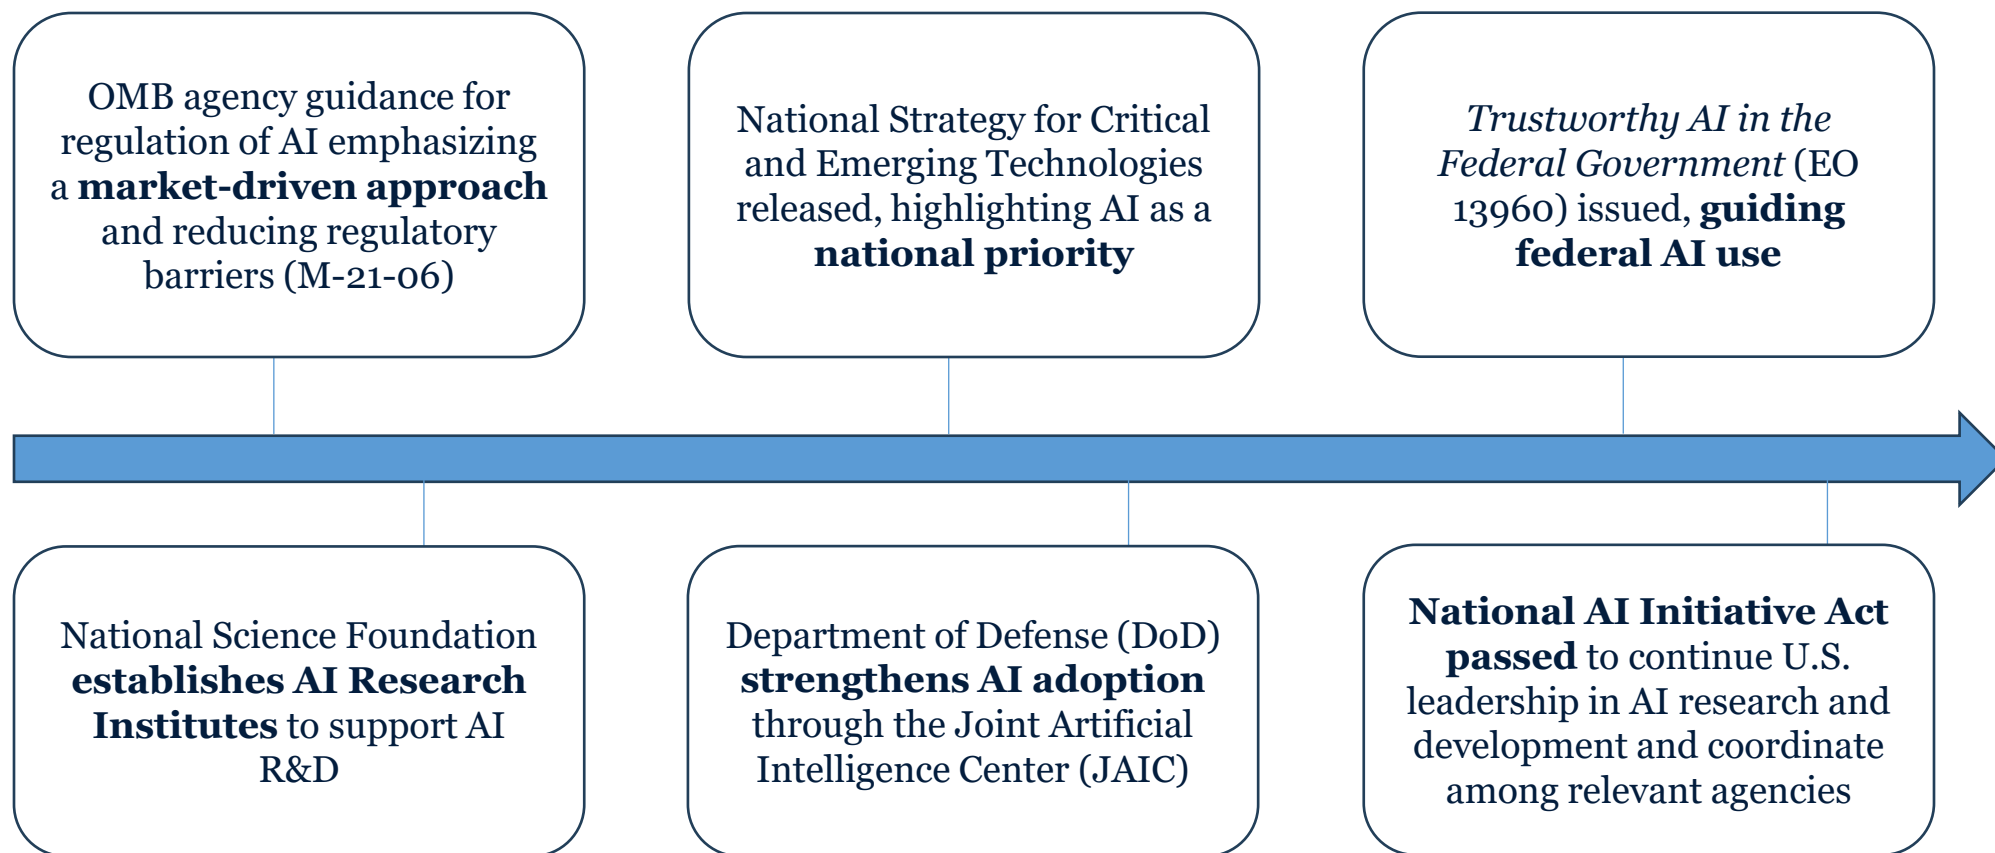 OMB agency guidance for
regulation of AI emphasizing
a market-driven approach
and reducing regulatory
barriers (M-21-06)
National Strategy for Critical
and Emerging Technologies
released, highlighting AI as a
national priority
Trustworthy AI in the
Federal Government (EO
13960) issued, guiding
federal AI use
National Science Foundation
establishes AI Research
Institutes to support AI
R&D
Department of Defense (DoD)
strengthens AI adoption
through the Joint Artificial
Intelligence Center (JAIC)
National AI Initiative Act
passed to continue U.S.
leadership in AI research and
development and coordinate
among relevant agencies